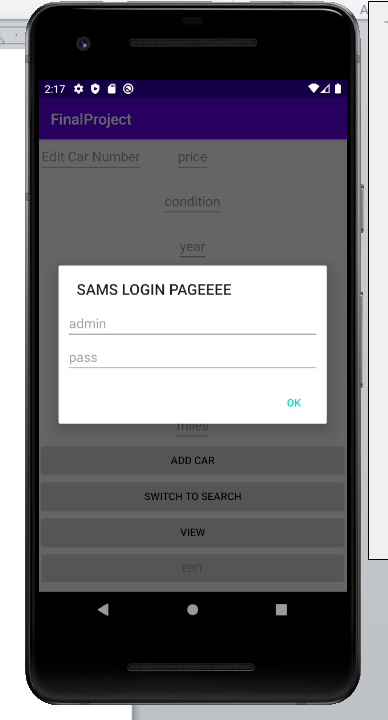 A
2:17
FinalProject
Edit Car Number price
condition
year
SAMS LOGIN PAGEEEE
admin
pass
OK
miles
ADD CAR
SWITCH TO SEARCH
VIEW
EDIT